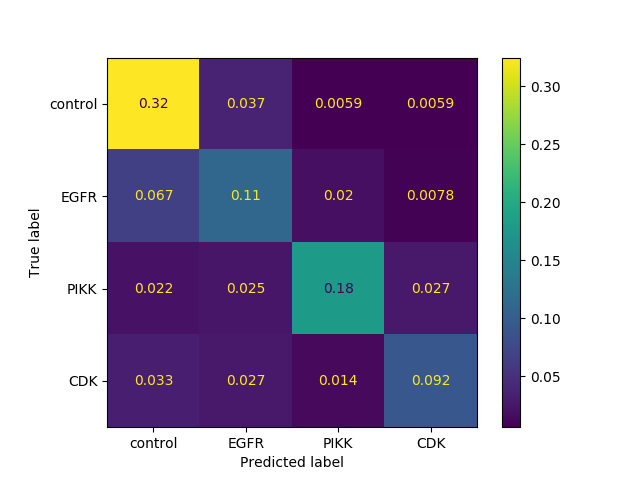 control 0.32 0.037 0.0059 0.0059
EGFR 0.067 0.11 0.02 0.0078
PIKK 0.022 0.025 0.18 0.027
CDK 0.033 0.027 0.014 0.092
control EGFR PIKK CDK
Predicted label
True label
0.30
0.25
0.20
0.15
0.10
0.05